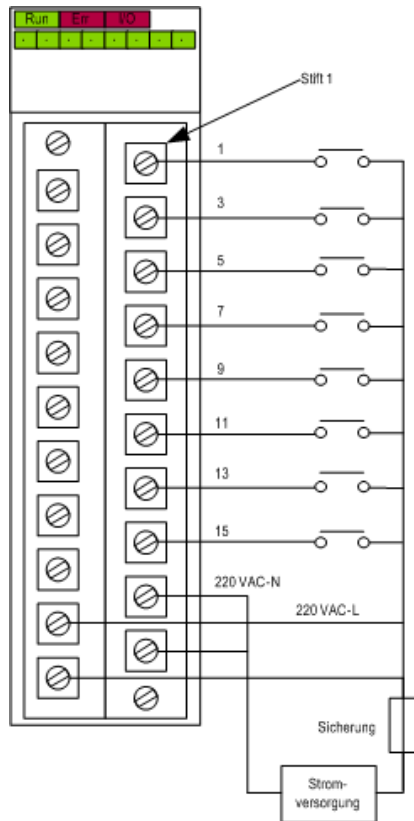 Run Err I/O
Stift 1
1
3
5
7
9
11
13
15
220 VAC-N
220 VAC-L
Sicherung
Strom-
versorgung